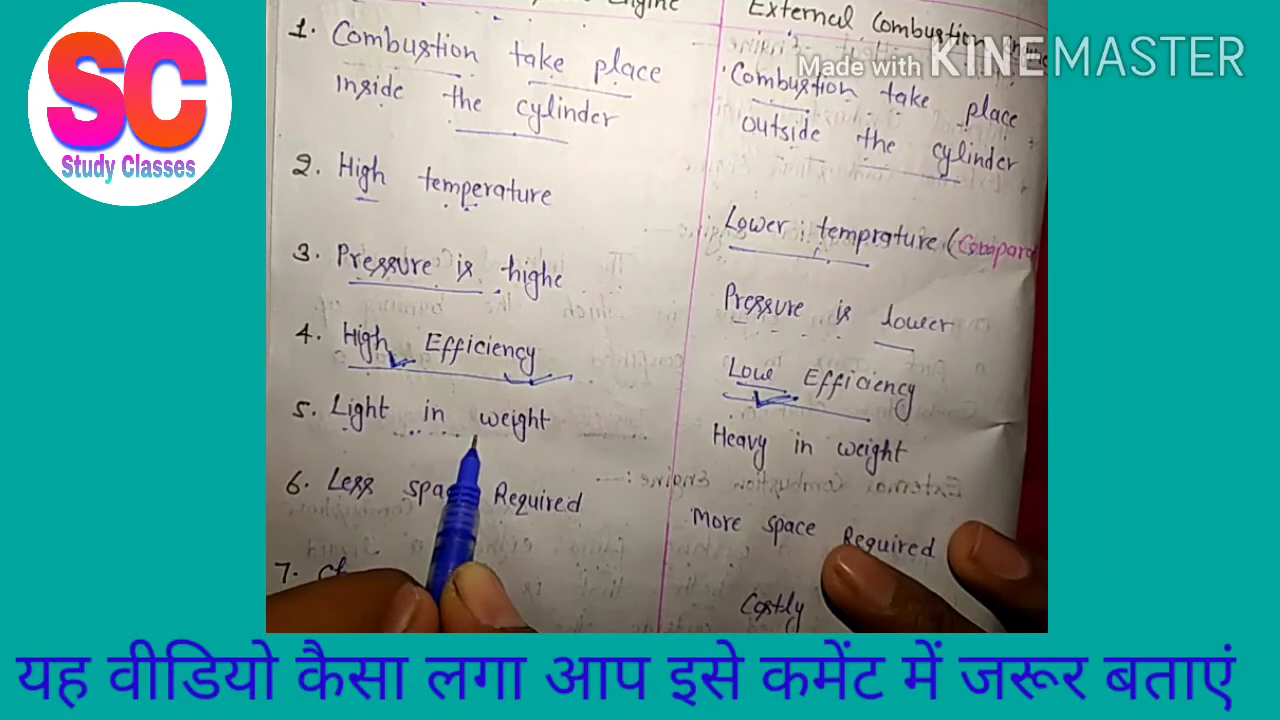 SC
Study Classes
Made with KINEMASTER
Engine
External Combustion
1. Combustion take place
inside the cylinder
Combustion take place
outside the cylinder
2. High temperature
Lower temprature (
3. Pressure is highe
Pressure is lower
4. High Efficiency
Low Efficiency
5. Light in weight
Heavy in weight
6. Less space Required
More space Required
7.
Costly
यह वीडियो कैसा लगा आप इसे कमेंट में जरूर बताएं